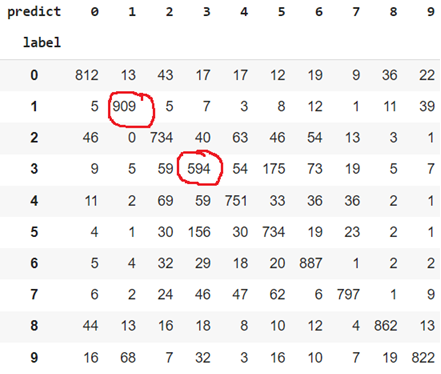 predict 0 1 2 3 4 5 6 7 8 9
label
0 812 13 43 17 17 12 19 9 36 22
1 5 909 5 7 3 8 12 1 11 39
2 46 0 734 40 63 46 54 13 3 1
3 9 5 59 594 54 175 73 19 5 7
4 11 2 69 59 751 33 36 36 2 1
5 4 1 30 156 30 734 19 23 2 1
6 5 4 32 29 18 20 887 1 2 2
7 6 2 24 46 47 62 6 797 1 9
8 44 13 16 18 8 10 12 4 862 13
9 16 68 7 32 3 16 10 7 19 822